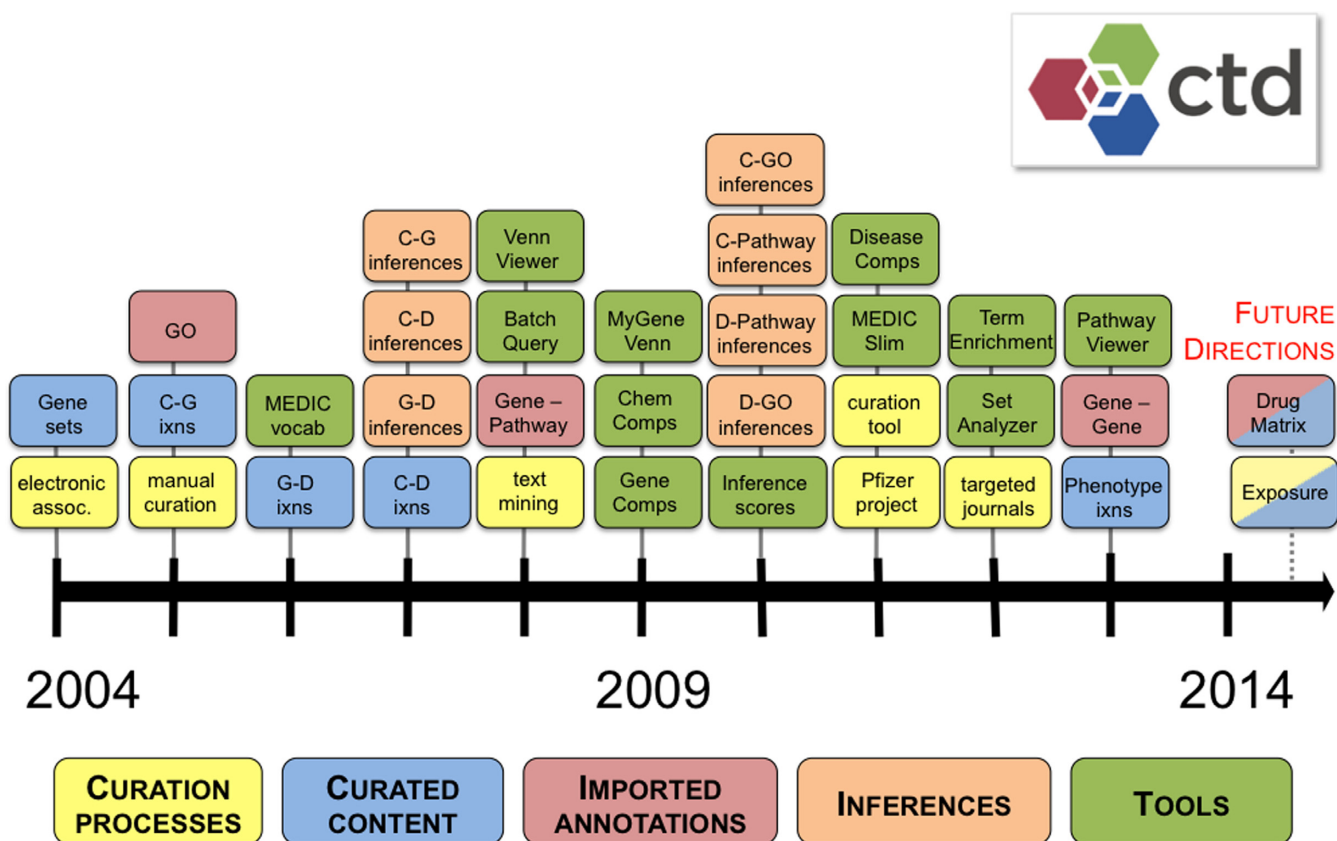 ctd
C-GO
inferences
C-G
inferences
Venn
Viewer
C-Pathway
inferences
Disease
Comps
GO
C-D
inferences
Batch
Query
MyGene
Venn
D-Pathway
inferences
MEDIC
Slim
Term
Enrichment
Pathway
Viewer
FUTURE
DIRECTIONS
Gene
sets
C-G
ixns
MEDIC
vocab
G-D
inferences
Gene –
Pathway
Chem
Comps
D-GO
inferences
curation
tool
Set
Analyzer
Gene –
Gene
Drug
Matrix
electronic
assoc.
manual
curation
G-D
ixns
C-D
ixns
text
mining
Gene
Comps
Inference
scores
Pfizer
project
targeted
journals
Phenotype
ixns
Exposure
2004
2009
2014
CURATION
PROCESSES
CURATED
CONTENT
IMPORTED
ANNOTATIONS
INFERENCES
TOOLS